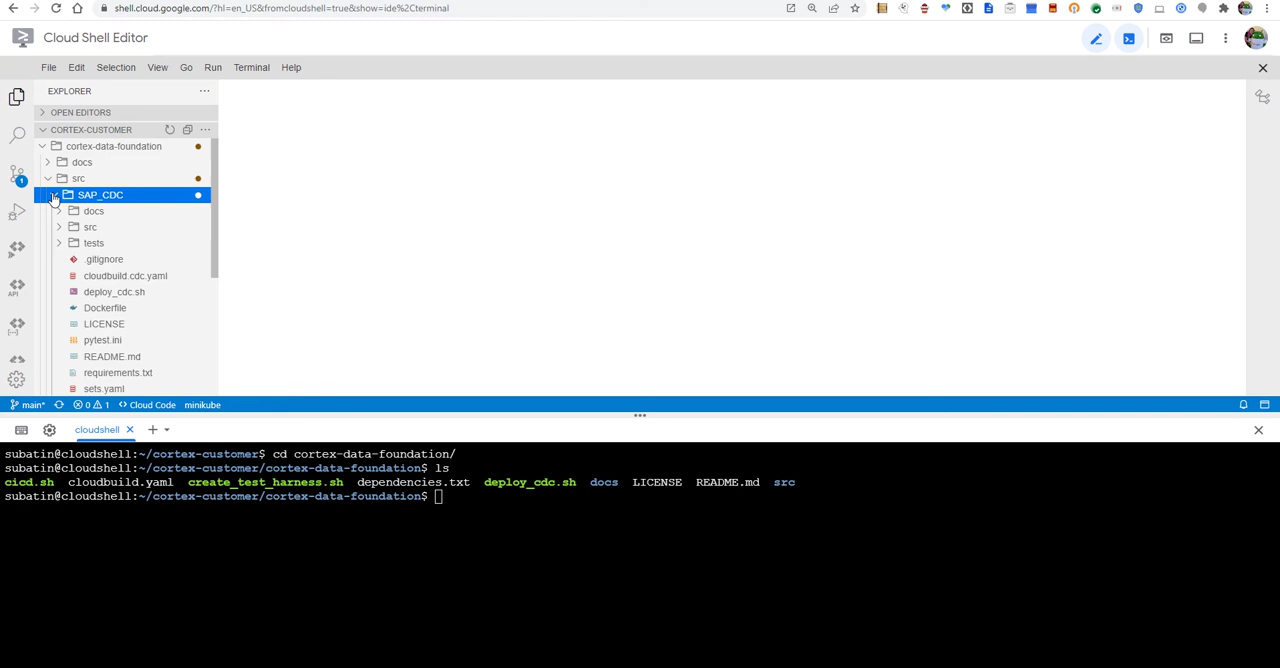 shell.cloud.google.com/?hl=en_US&fromcloudshell=true&show=ide%2Cterminal
Cloud Shell Editor
File Edit Selection View Go Run Terminal Help
EXPLORER
OPEN EDITORS
CORTEX-CUSTOMER
cortex-data-foundation
docs
src
SAP_CDC
docs
src
tests
.gitignore
cloudbuild.cdc.yaml
deploy_cdc.sh
Dockerfile
LICENSE
pytest.ini
README.md
requirements.txt
sets.yaml
1
API
main* 0 1 Cloud Code minikube
cloudshell
subatin@cloudshell:~/cortex-customer$ cd cortex-data-foundation/
subatin@cloudshell:~/cortex-customer/cortex-data-foundation$ ls
cicd.sh cloudbuild.yaml create_test_harness.sh dependencies.txt deploy_cdc.sh docs LICENSE README.md src
subatin@cloudshell:~/cortex-customer/cortex-data-foundation$